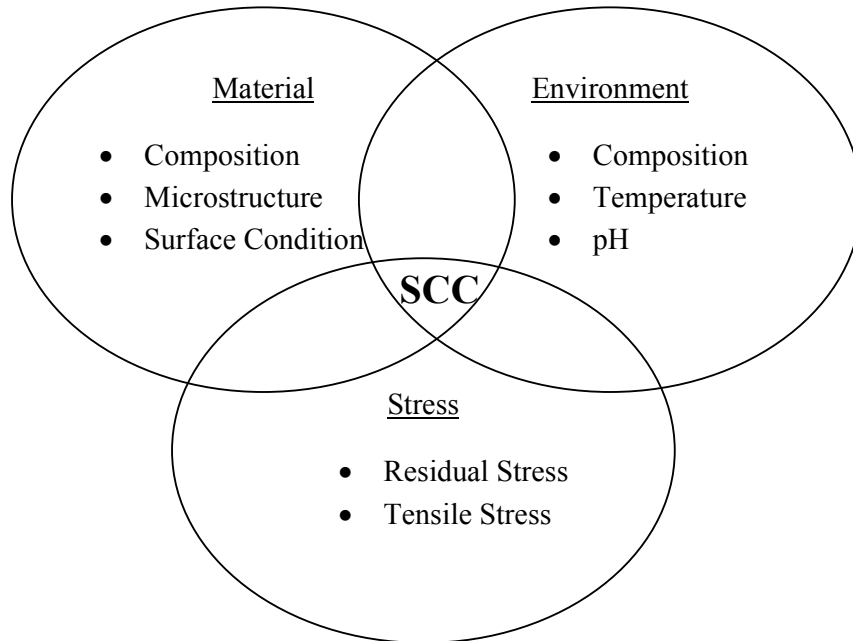 Material
• Composition
• Microstructure
• Surface Condition
Environment
• Composition
• Temperature
• pH
SCC
Stress
• Residual Stress
• Tensile Stress